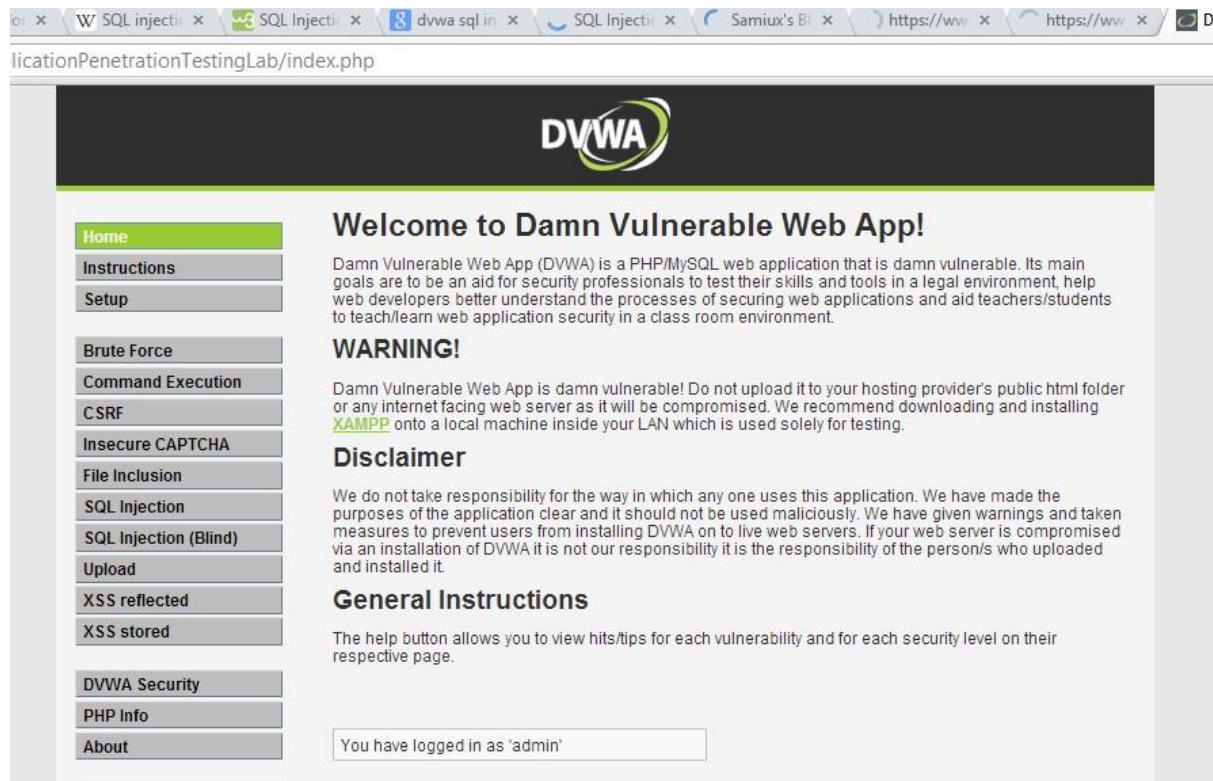 SQL injecti
SQL Injecti
dvwa sql in
SQL Injecti
Samiux's Bl
https://ww
https://ww
D
licationPenetrationTestingLab/index.php
DVWA
Home
Instructions
Setup
Brute Force
Command Execution
CSRF
Insecure CAPTCHA
File Inclusion
SQL Injection
SQL Injection (Blind)
Upload
XSS reflected
XSS stored
DVWA Security
PHP Info
About
Welcome to Damn Vulnerable Web App!
Damn Vulnerable Web App (DVWA) is a PHP/MySQL web application that is damn vulnerable. Its main
goals are to be an aid for security professionals to test their skills and tools in a legal environment, help
web developers better understand the processes of securing web applications and aid teachers/students
to teach/learn web application security in a class room environment.
WARNING!
Damn Vulnerable Web App is damn vulnerable! Do not upload it to your hosting provider's public html folder
or any internet facing web server as it will be compromised. We recommend downloading and installing
XAMPP onto a local machine inside your LAN which is used solely for testing.
Disclaimer
We do not take responsibility for the way in which any one uses this application. We have made the
purposes of the application clear and it should not be used maliciously. We have given warnings and taken
measures to prevent users from installing DVWA on to live web servers. If your web server is compromised
via an installation of DVWA it is not our responsibility it is the responsibility of the person/s who uploaded
and installed it.
General Instructions
The help button allows you to view hits/tips for each vulnerability and for each security level on their
respective page.
You have logged in as 'admin'